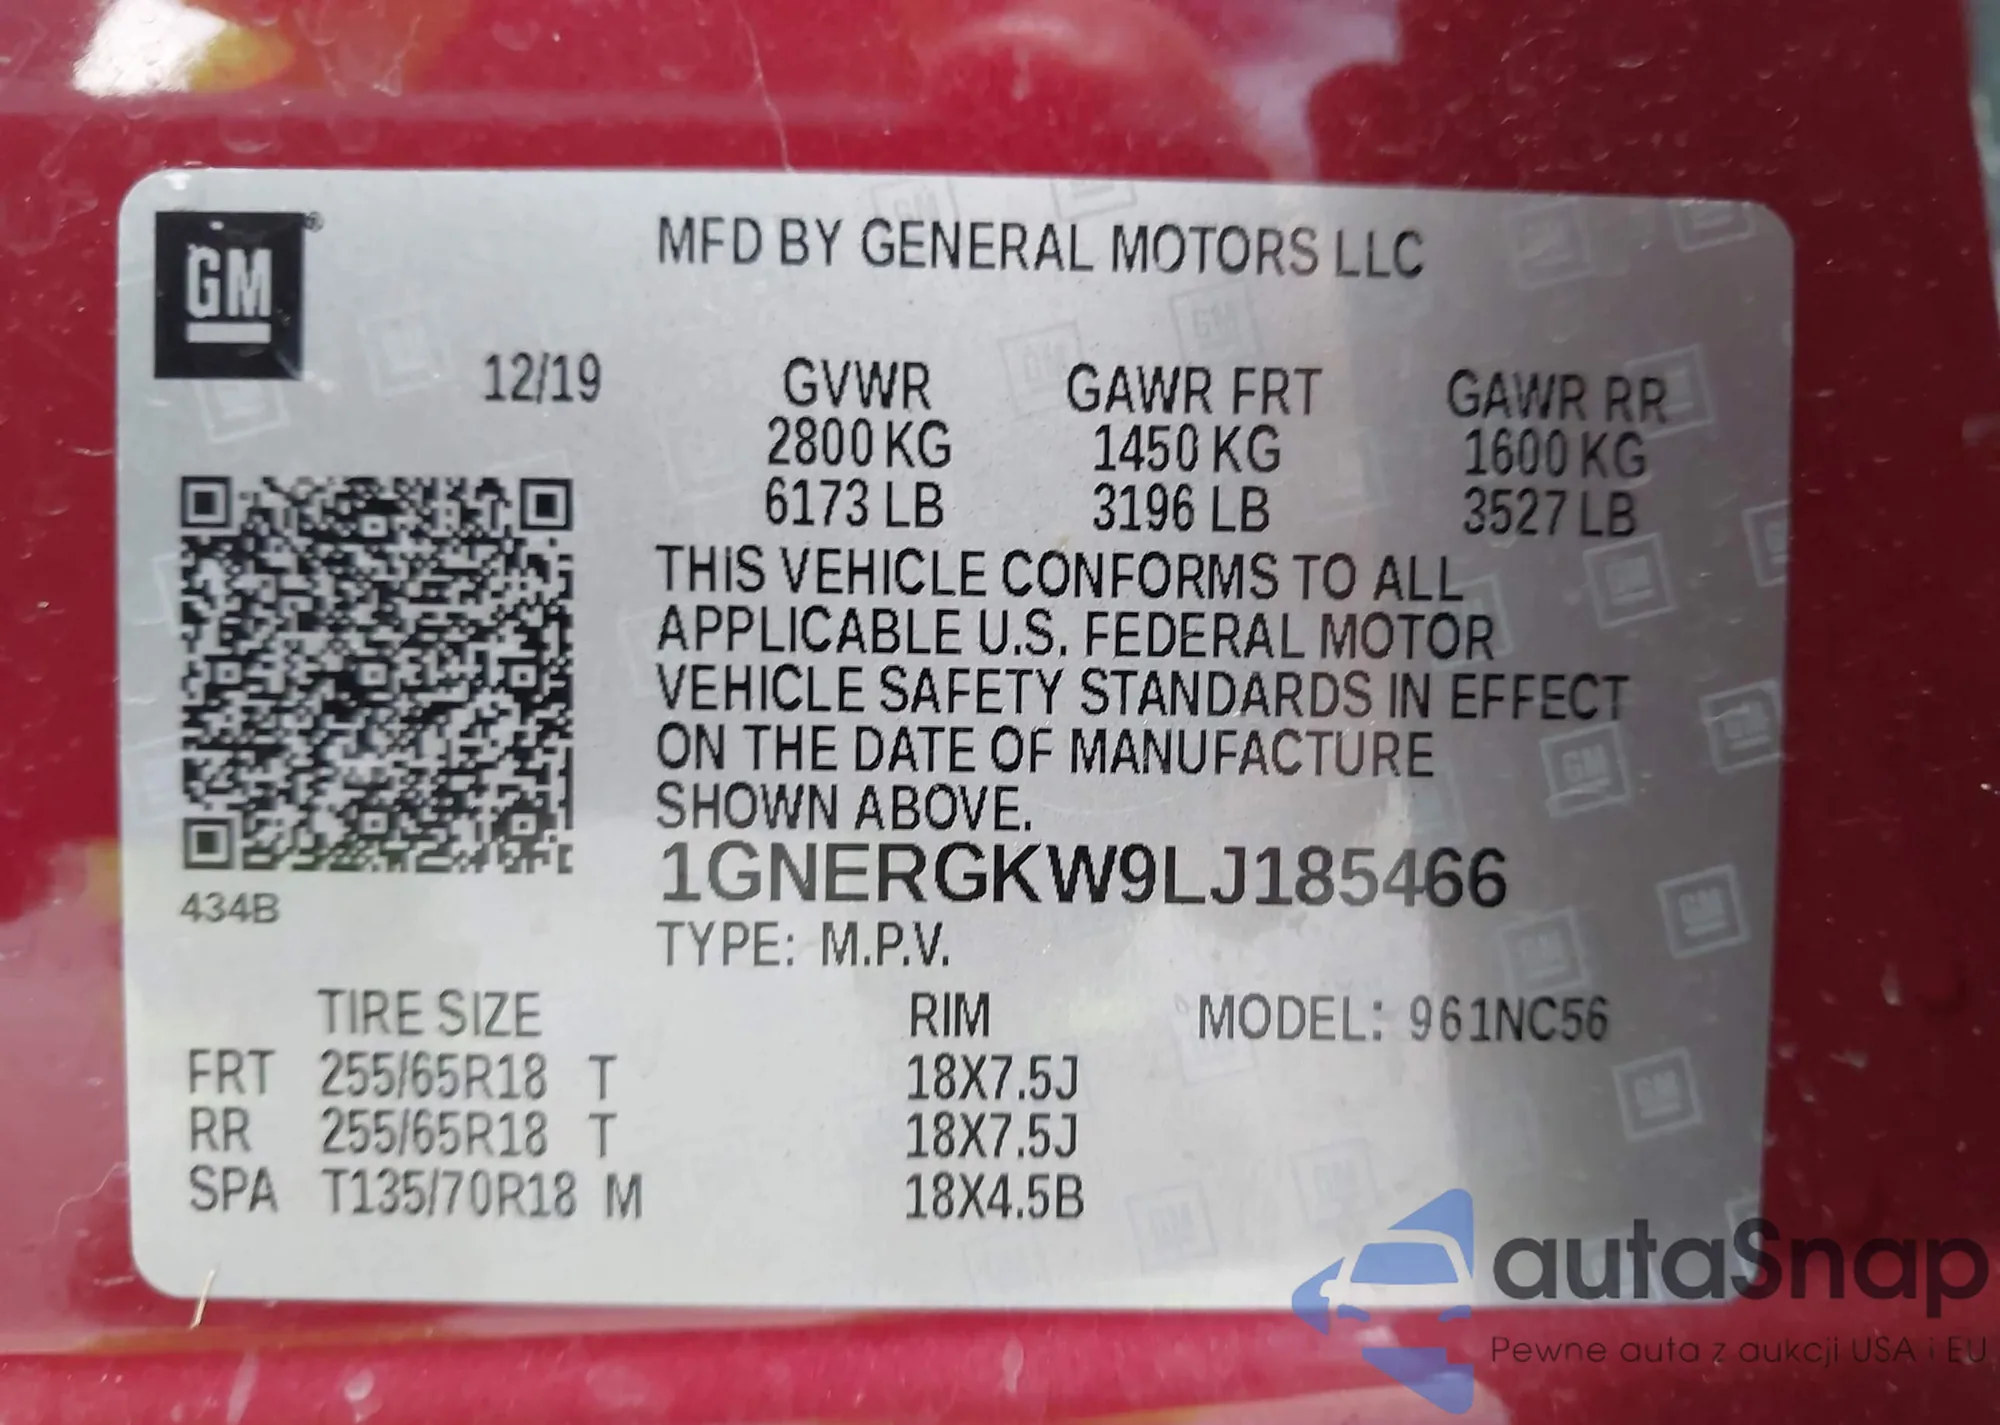 GM
MFD BY GENERAL MOTORS LLC
12/19 GVWR GAWR FRT GAWR RR
2800 KG 1450 KG 1600 KG
6173 LB 3196 LB 3527 LB
THIS VEHICLE CONFORMS TO ALL
APPLICABLE U.S. FEDERAL MOTOR
VEHICLE SAFETY STANDARDS IN EFFECT
ON THE DATE OF MANUFACTURE
SHOWN ABOVE.
1GNERGKW9LJ185466
434B
TYPE: M.P.V.
TIRE SIZE RIM MODEL: 961NC56
FRT 255/65R18 T 18X7.5J
RR 255/65R18 T 18X7.5J
SPA T135/70R18 M 18X4.5B
autaSnap
Pewne auta z aukcji USA i EU